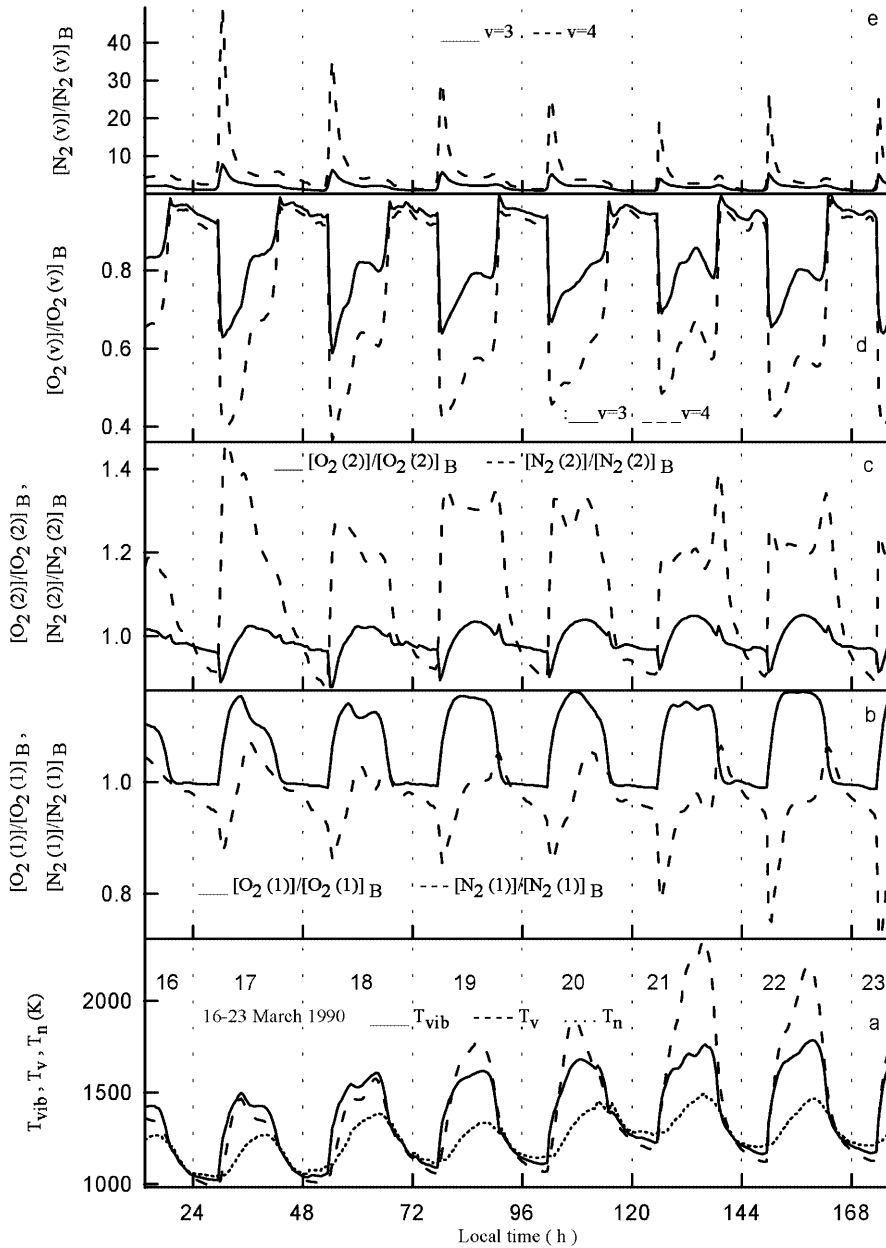 e
v=3 v=4
[N2(v)]/[N2(v)]B
40
30
20
10
[O2(v)]/[O2(v)]B
0.8
0.6
0.4
d
: v=3 v=4
[O2(2)]/[O2(2)]B [N2(2)]/[N2(2)]B
c
[O2(2)]/[O2(2)]B,
[N2(2)]/[N2(2)]B
1.4
1.2
1.0
b
[O2(1)]/[O2(1)]B,
[N2(1)]/[N2(1)]B
1.0
0.8
[O2(1)]/[O2(1)]B [N2(1)]/[N2(1)]B
16 17 18 19 20 21 22 23
16-23 March 1990 Tvib Tv Tn
a
Tvib, Tv, Tn (K)
2000
1500
1000
24 48 72 96 120 144 168
Local time ( h )